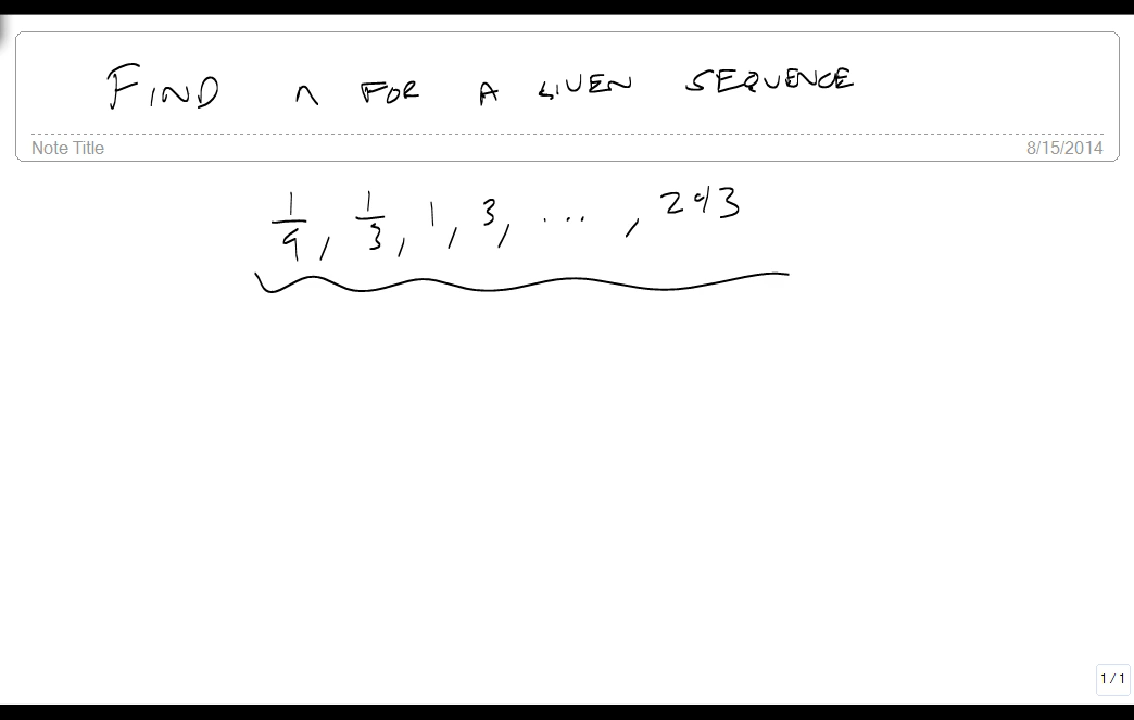 FIND n FOR A GIVEN SEQUENCE
Note Title 8/15/2014
1/9, 1/3, 1, 3, ..., 243
1/1